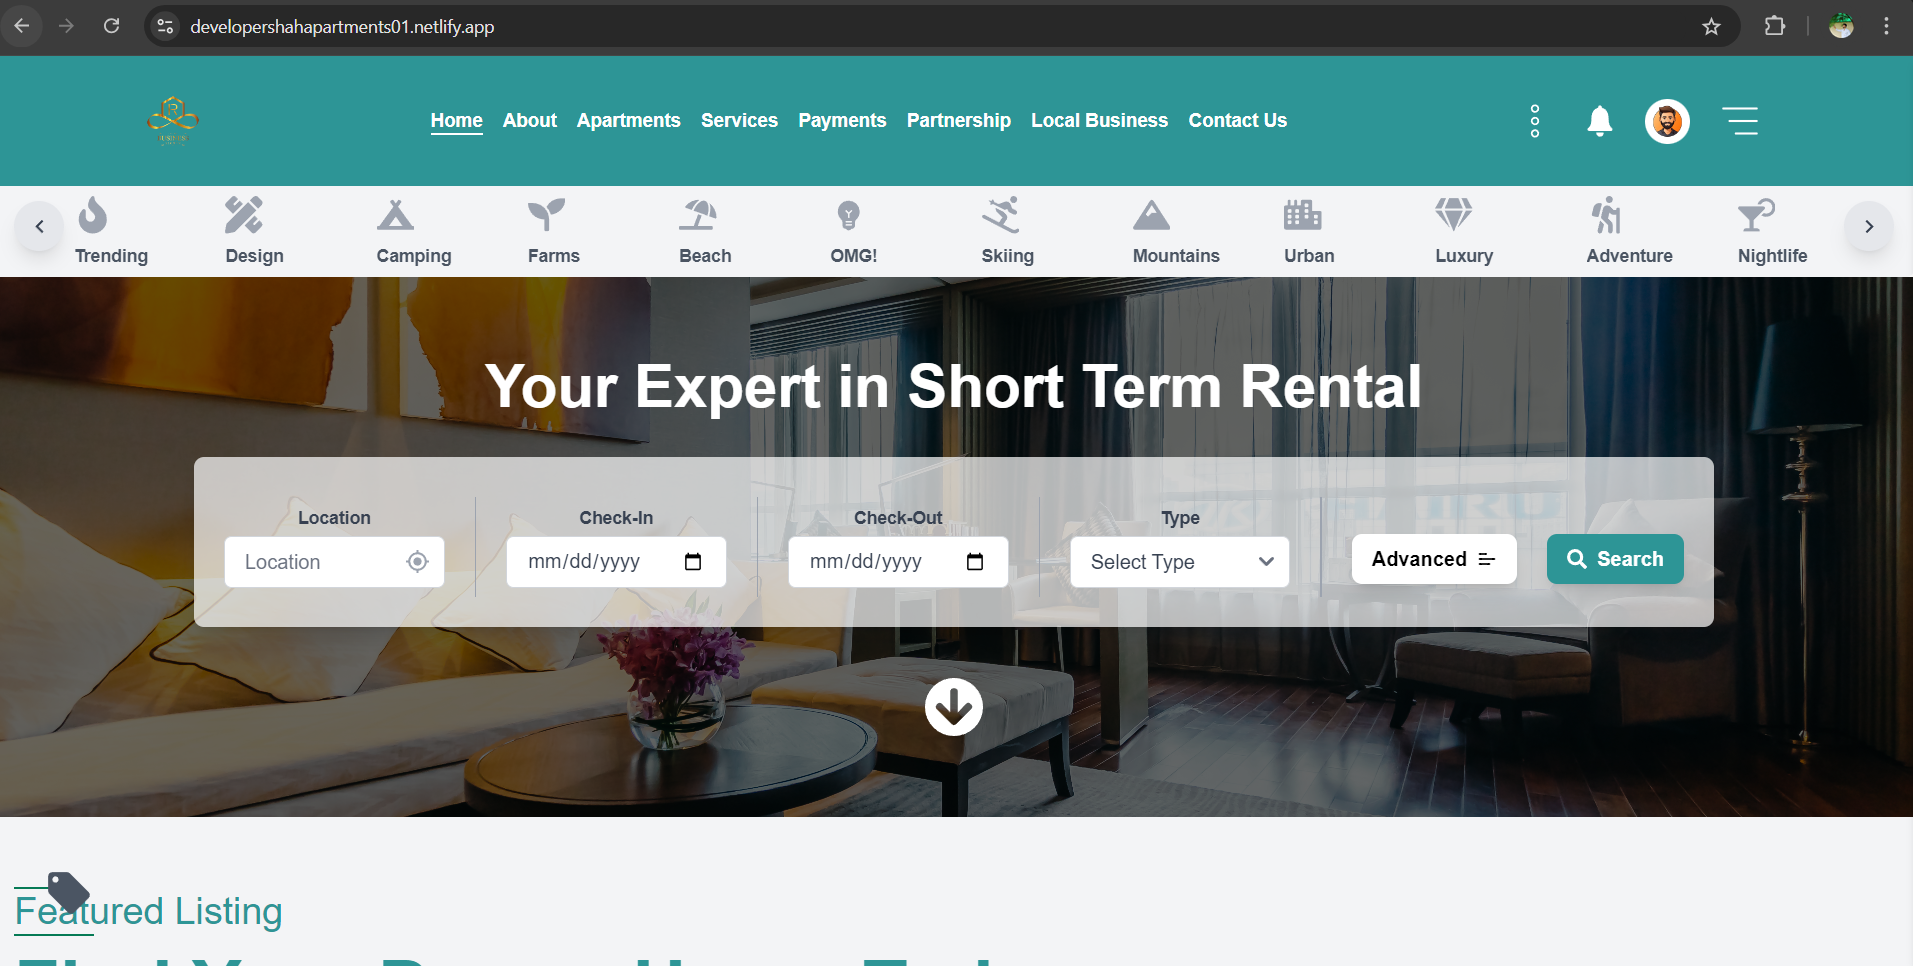 developershahapartments01.netlify.app
R
Home About Apartments Services Payments Partnership Local Business Contact Us
Trending Design Camping Farms Beach OMG! Skiing Mountains Urban Luxury Adventure Nightlife
Your Expert in Short Term Rental
Location Check-In Check-Out Type
Location mm/dd/yyyy mm/dd/yyyy Select Type Advanced Search
Featured Listing